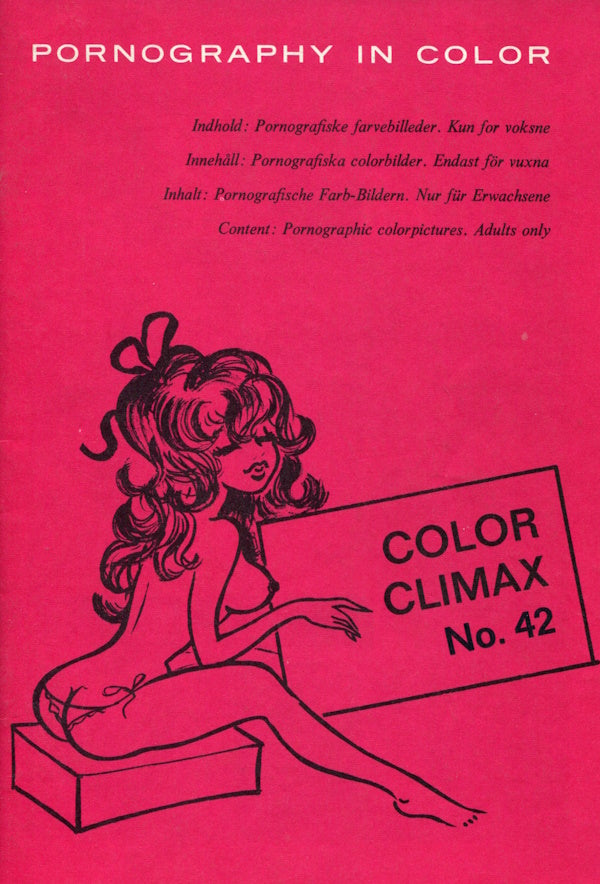 PORNOGRAPHY IN COLOR
Indhold: Pornografiske farvebilleder. Kun for voksne
Innehåll: Pornografiska colorbilder. Endast för vuxna
Inhalt: Pornografische Farb-Bildern. Nur für Erwachsene
Content: Pornographic colorpictures. Adults only
COLOR
CLIMAX
No. 42